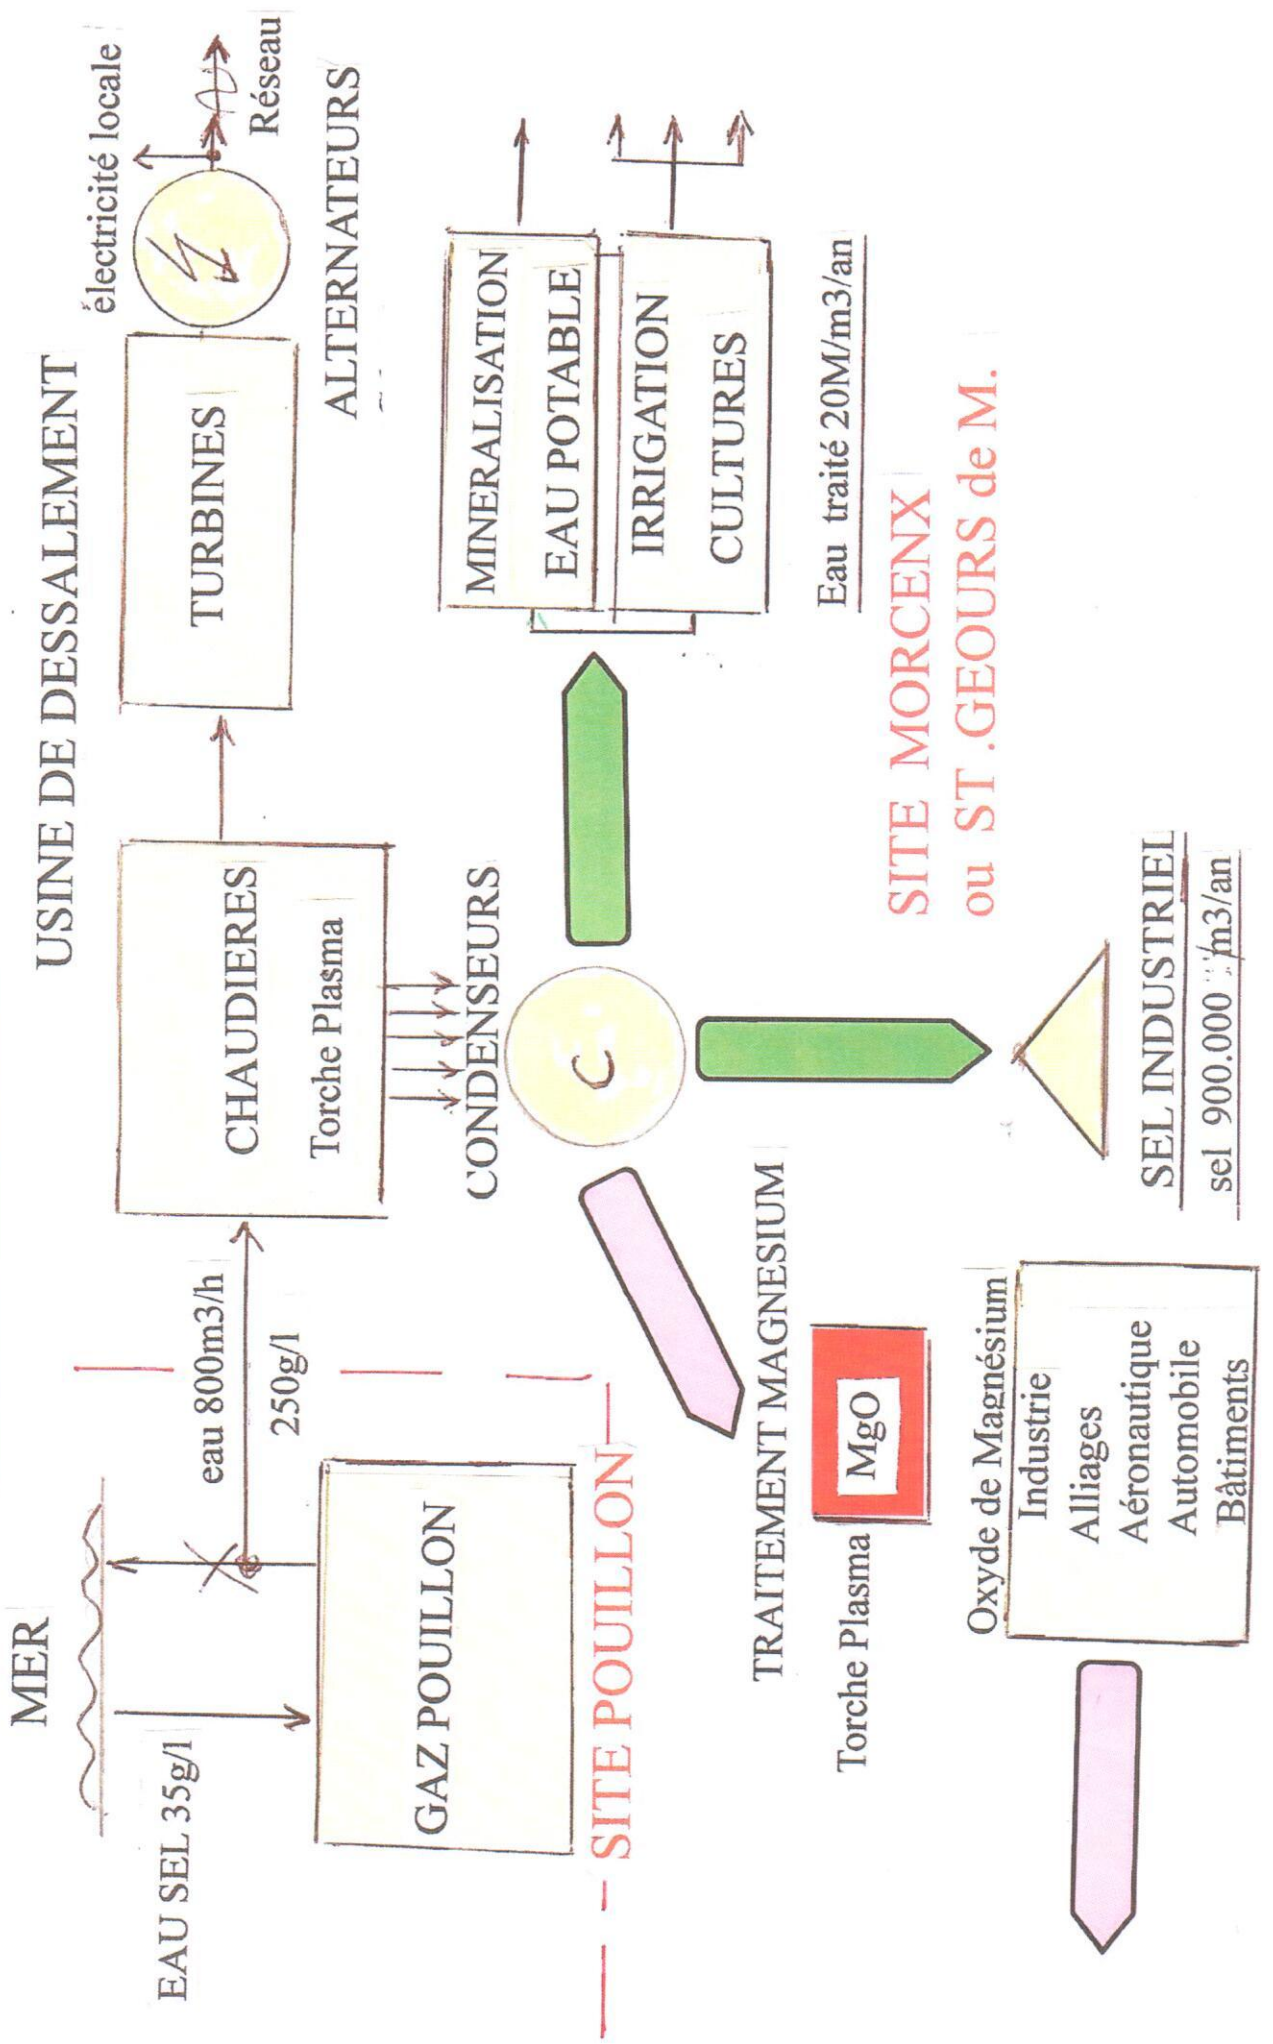 USINE DE DESSALEMENT
MER
EAU SEL 35g/l
eau 800m3/h
250g/l
GAZ POUILLON
SITE POUILLON
CHAUDIERES
Torche Plasma
TURBINES
électricité locale
Réseau
ALTERNATEURS
CONDENSEURS
C
MINERALISATION
EAU POTABLE
IRRIGATION
CULTURES
Eau traité 20M/m3/an
SITE MORCENX
ou ST .GEOURS de M.
TRAITEMENT MAGNESIUM
Torche Plasma
MgO
Oxyde de Magnésium
Industrie
Alliages
Aéronautique
Automobile
Bâtiments
SEL INDUSTRIEL
sel 900.000 /m3/an